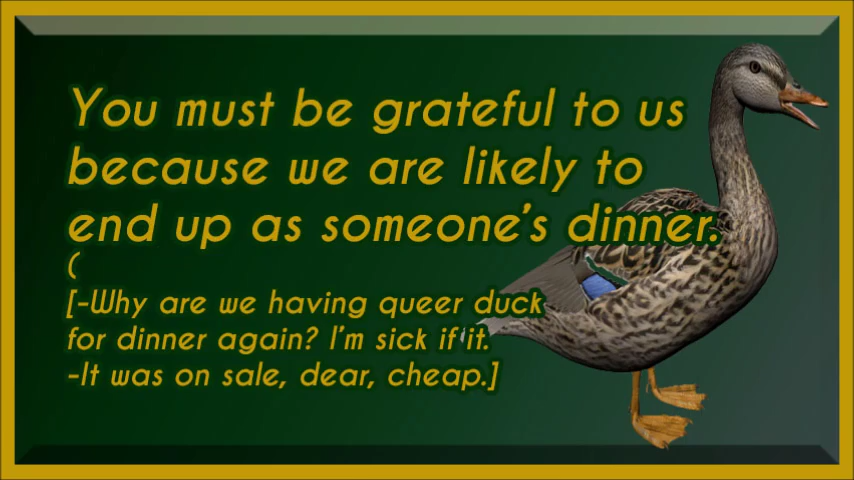 You must be grateful to us
because we are likely to
end up as someone's dinner.
(
[-Why are we having queer duck
for dinner again? I'm sick if it.
-It was on sale, dear, cheap.]